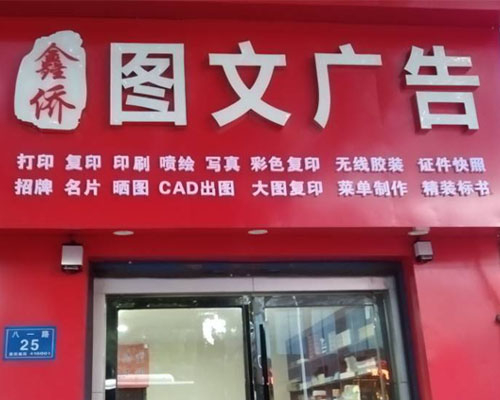 鑫侨
图文广告
打印 复印 印刷 喷绘 写真 彩色复印 无线胶装 证件快照
招牌 名片 晒图 CAD出图 大图复印 菜单制作 精装标书
八一路
25